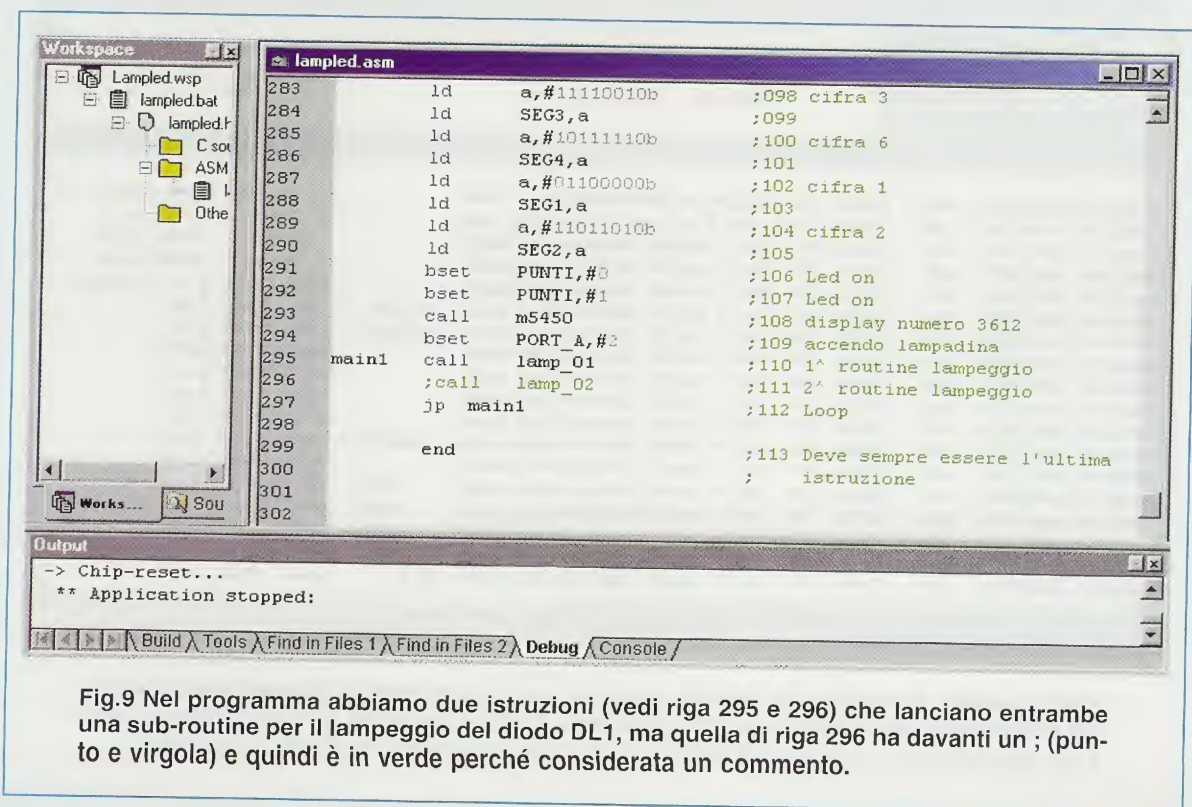 Workspace
Lampled.wsp
lampled.bat
lampled.h
C sou
ASM
Othe
Works...
Sou
lampled.asm
283 ld a,#11110010b ;098 cifra 3
284 ld SEG3,a ;099
285 ld a,#10111110b ;100 cifra 6
286 ld SEG4,a ;101
287 ld a,#01100000b ;102 cifra 1
288 ld SEG1,a ;103
289 ld a,#11011010b ;104 cifra 2
290 ld SEG2,a ;105
291 bset PUNTI,#0 ;106 Led on
292 bset PUNTI,#1 ;107 Led on
293 call m5450 ;108 display numero 3612
294 bset PORT_A,#2 ;109 accendo lampadina
295 main1 call lamp_01 ;110 1^ routine lampeggio
296 ;call lamp_02 ;111 2^ routine lampeggio
297 jp main1 ;112 Loop
298
299 end ;113 Deve sempre essere l'ultima
300 ; istruzione
301
302
Output
-> Chip-reset...
** Application stopped:
Build Tools Find in Files 1 Find in Files 2 Debug Console
Fig.9 Nel programma abbiamo due istruzioni (vedi riga 295 e 296) che lanciano entrambe
una sub-routine per il lampeggio del diodo DL1, ma quella di riga 296 ha davanti un ; (pun-
to e virgola) e quindi è in verde perché considerata un commento.